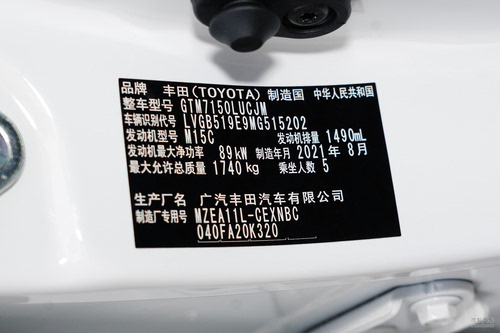 品牌 丰田(TOYOTA) 制造国 中华人民共和国
整车型号 GTM7150LUCJM
车辆识别代号 LVGB519E9MG515202
发动机型号 M15C 发动机排量 1490mL
发动机最大净功率 89kW 制造年月 2021年8月
最大允许总质量 1740kg 乘坐人数 5
生产厂名 广汽丰田汽车有限公司
制造厂专用号 MZEA11L-CEXNBC
040FA20K320